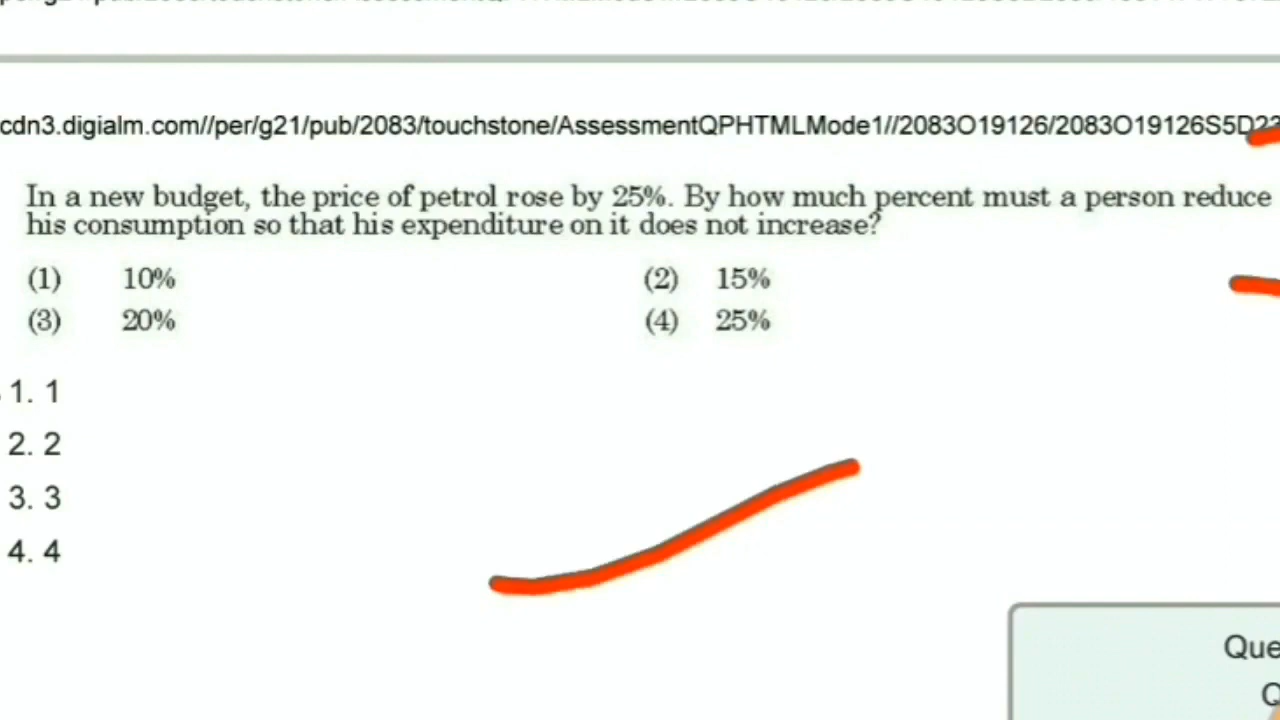 cdn3.digialm.com//per/g21/pub/2083/touchstone/AssessmentQPHTMLMode1//2083O19126/2083O19126S5D
In a new budget, the price of petrol rose by 25%. By how much percent must a person reduce
his consumption so that his expenditure on it does not increase?
(1) 10% (2) 15%
(3) 20% (4) 25%
1. 1
2. 2
3. 3
4. 4
Que
Q